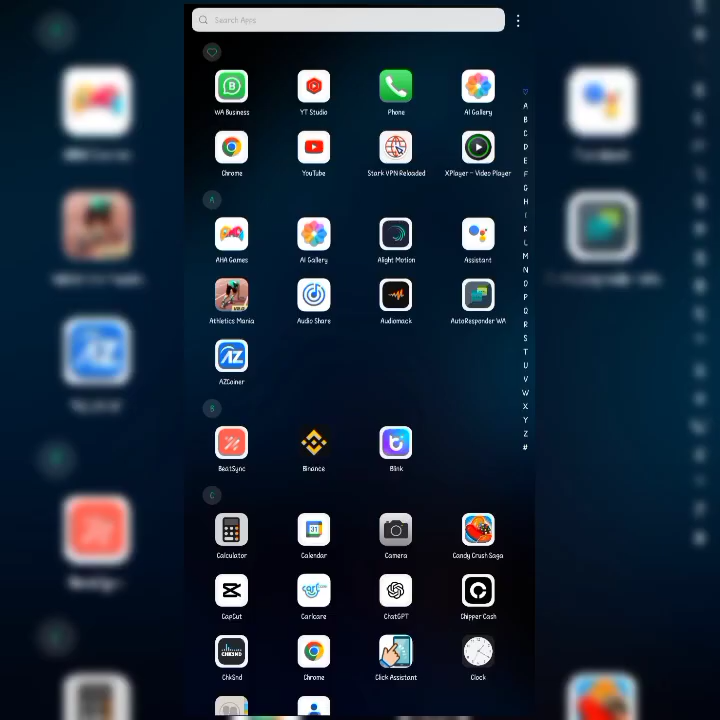 Search Apps
WA Business YT Studio Phone AI Gallery
Chrome YouTube Stark VPN Reloaded XPlayer - Video Player
A
AHA Games AI Gallery Alight Motion Assistant
Athletics Mania Audio Share Audiomack AutoResponder WA
AZCoiner
B
BeatSync Binance Blink
C
Calculator Calendar Camera Candy Crush Saga
CapCut Carlcare ChatGPT Chipper Cash
ChkSnd Chrome Click Assistant Clock
A
B
C
D
E
F
G
H
I
K
L
M
N
O
P
Q
R
S
T
U
V
W
X
Y
Z
#